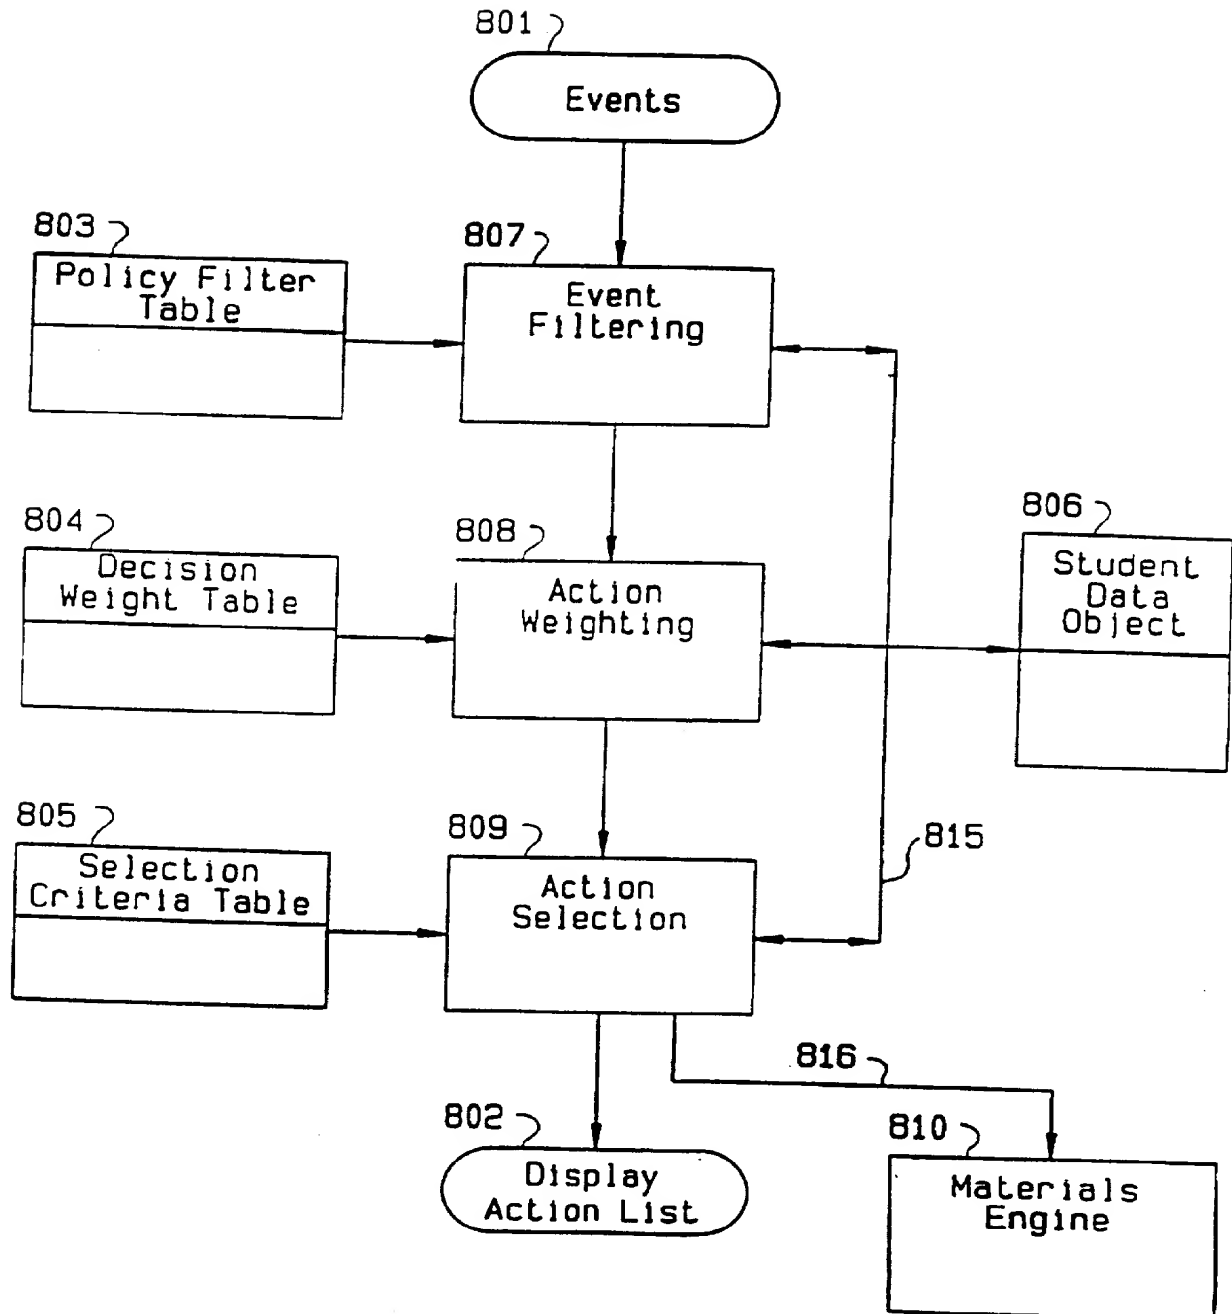 801
Events
803
Policy Filter
Table
807
Event
Filtering
804
Decision
Weight Table
808
Action
Weighting
806
Student
Data
Object
805
Selection
Criteria Table
809
Action
Selection
815
816
802
Display
Action List
810
Materials
Engine